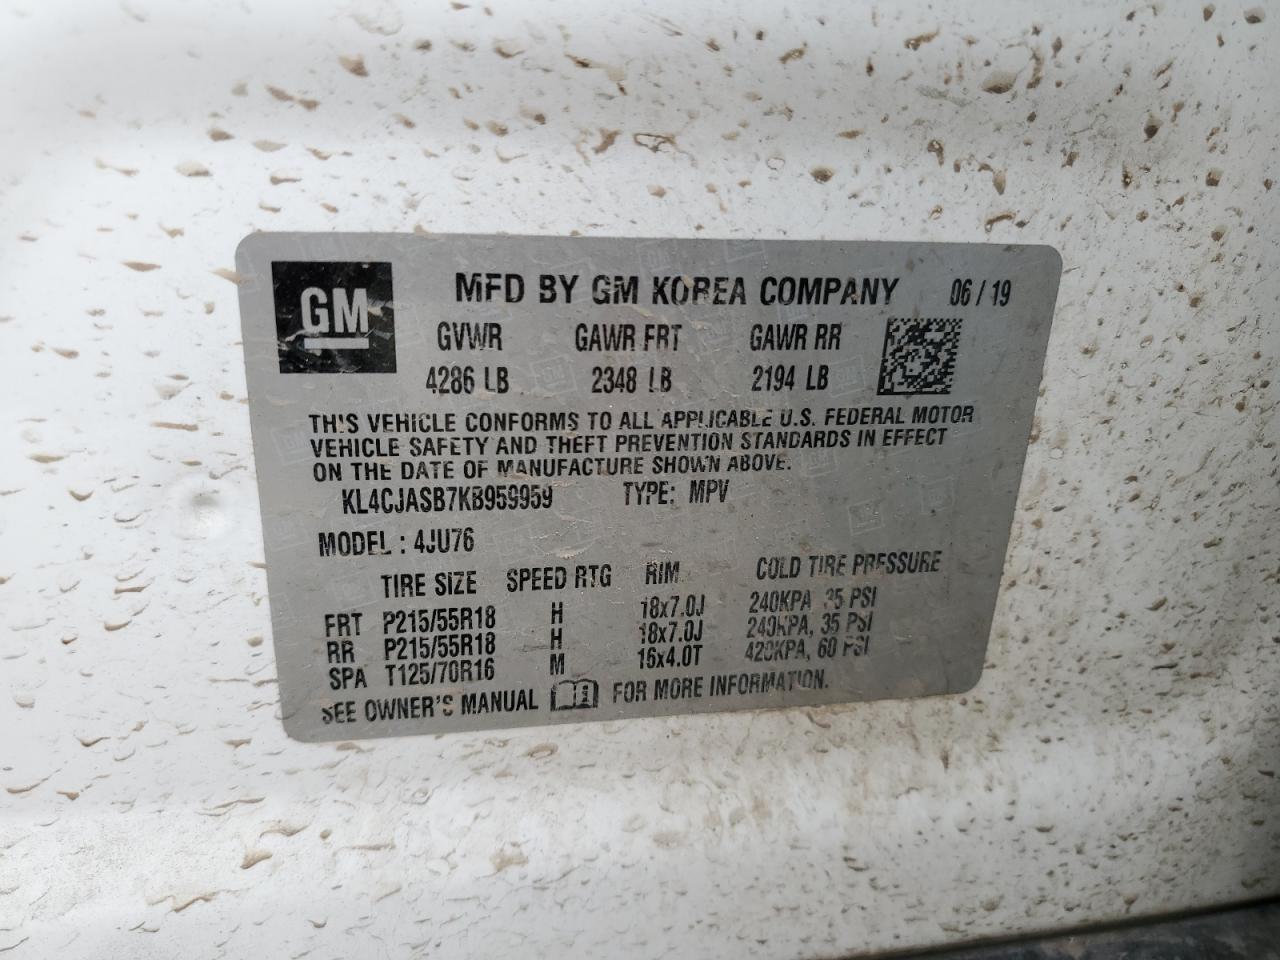 GM
MFD BY GM KOREA COMPANY 06/19
GVWR GAWR FRT GAWR RR
4286 LB 2348 LB 2194 LB
THIS VEHICLE CONFORMS TO ALL APPLICABLE U.S. FEDERAL MOTOR
VEHICLE SAFETY AND THEFT PREVENTION STANDARDS IN EFFECT
ON THE DATE OF MANUFACTURE SHOWN ABOVE.
KL4CJASB7KB959959 TYPE: MPV
MODEL : 4JU76
TIRE SIZE SPEED RTG RIM COLD TIRE PRESSURE
FRT P215/55R18 H 18x7.0J 240KPA, 35 PSI
RR P215/55R18 H 18x7.0J 240KPA, 35 PSI
SPA T125/70R16 M 16x4.0T 420KPA, 60 PSI
SEE OWNER'S MANUAL FOR MORE INFORMATION.